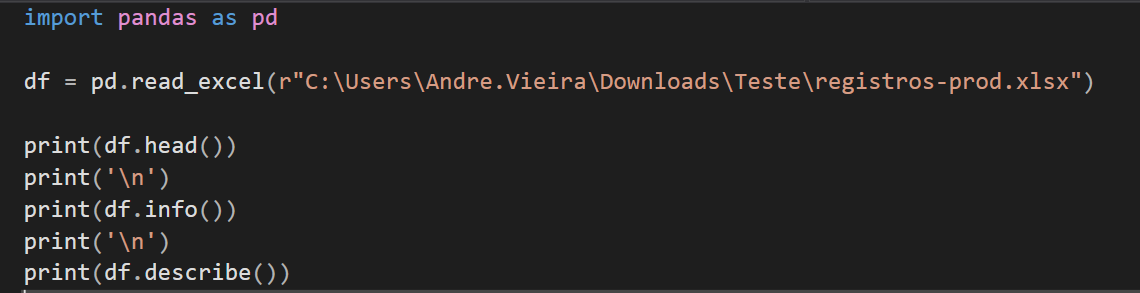 import pandas as pd
df = pd.read_excel(r"C:\Users\Andre.Vieira\Downloads\Teste\registros-prod.xlsx")
print(df.head())
print('\n')
print(df.info())
print('\n')
print(df.describe())